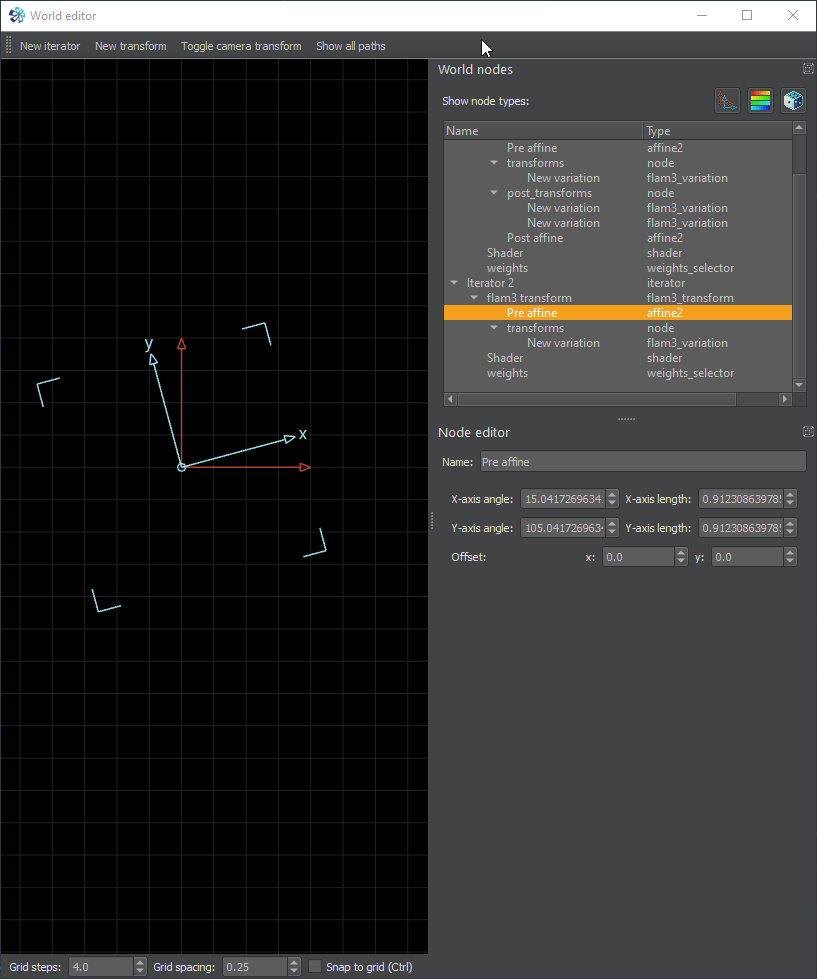 World editor
New iterator New transform Toggle camera transform Show all paths
World nodes
Show node types:
Name Type
Pre affine affine2
transforms node
New variation flam3_variation
post_transforms node
New variation flam3_variation
New variation flam3_variation
Post affine affine2
Shader shader
weights weights_selector
Iterator 2 iterator
flam3 transform flam3_transform
Pre affine affine2
transforms node
New variation flam3_variation
Shader shader
weights weights_selector
y
x
Node editor
Name: Pre affine
X-axis angle: 15.0417269634 X-axis length: 0.91230863978
Y-axis angle: 105.041726963 Y-axis length: 0.91230863978
Offset: x: 0.0 y: 0.0
Grid steps: 4.0 Grid spacing: 0.25 Snap to grid (Ctrl)